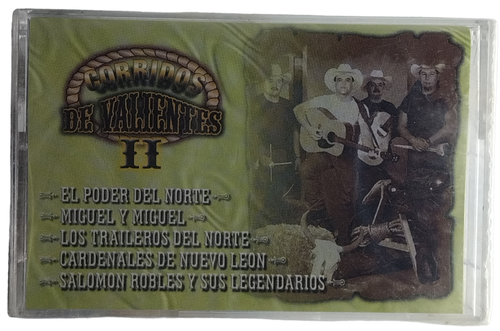 CORRIDOS
DE VALIENTES
II
EL PODER DEL NORTE
MIGUEL Y MIGUEL
LOS TRAILEROS DEL NORTE
CARDENALES DE NUEVO LEON
SALOMON ROBLES Y SUS LEGENDARIOS